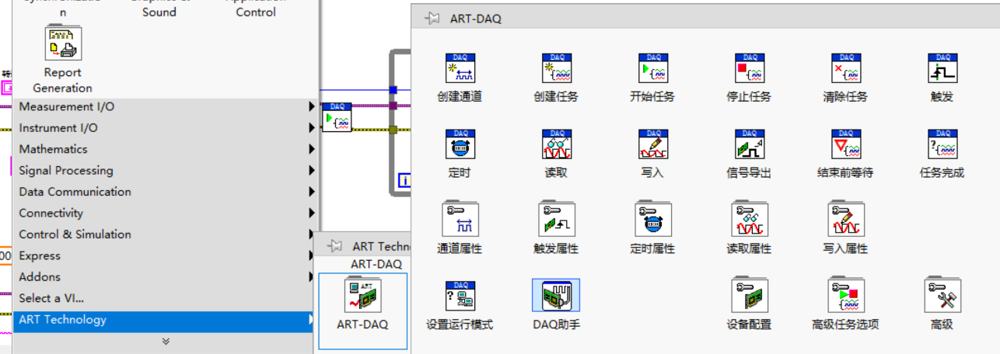 Sound
Control
Report
Generation
Measurement I/O
Instrument I/O
Mathematics
Signal Processing
Data Communication
Connectivity
Control & Simulation
Express
Addons
Select a VI...
ART Technology
DAQ
i
ART Techn
ART-DAQ
ART
ART-DAQ
ART-DAQ
DAQ DAQ DAQ DAQ DAQ DAQ
创建通道 创建任务 开始任务 停止任务 清除任务 触发
DAQ DAQ DAQ DAQ DAQ DAQ
定时 读取 写入 信号导出 结束前等待 任务完成
通道属性 触发属性 定时属性 读取属性 写入属性
DAQ
设置运行模式 DAQ助手 设备配置 高级任务选项 高级